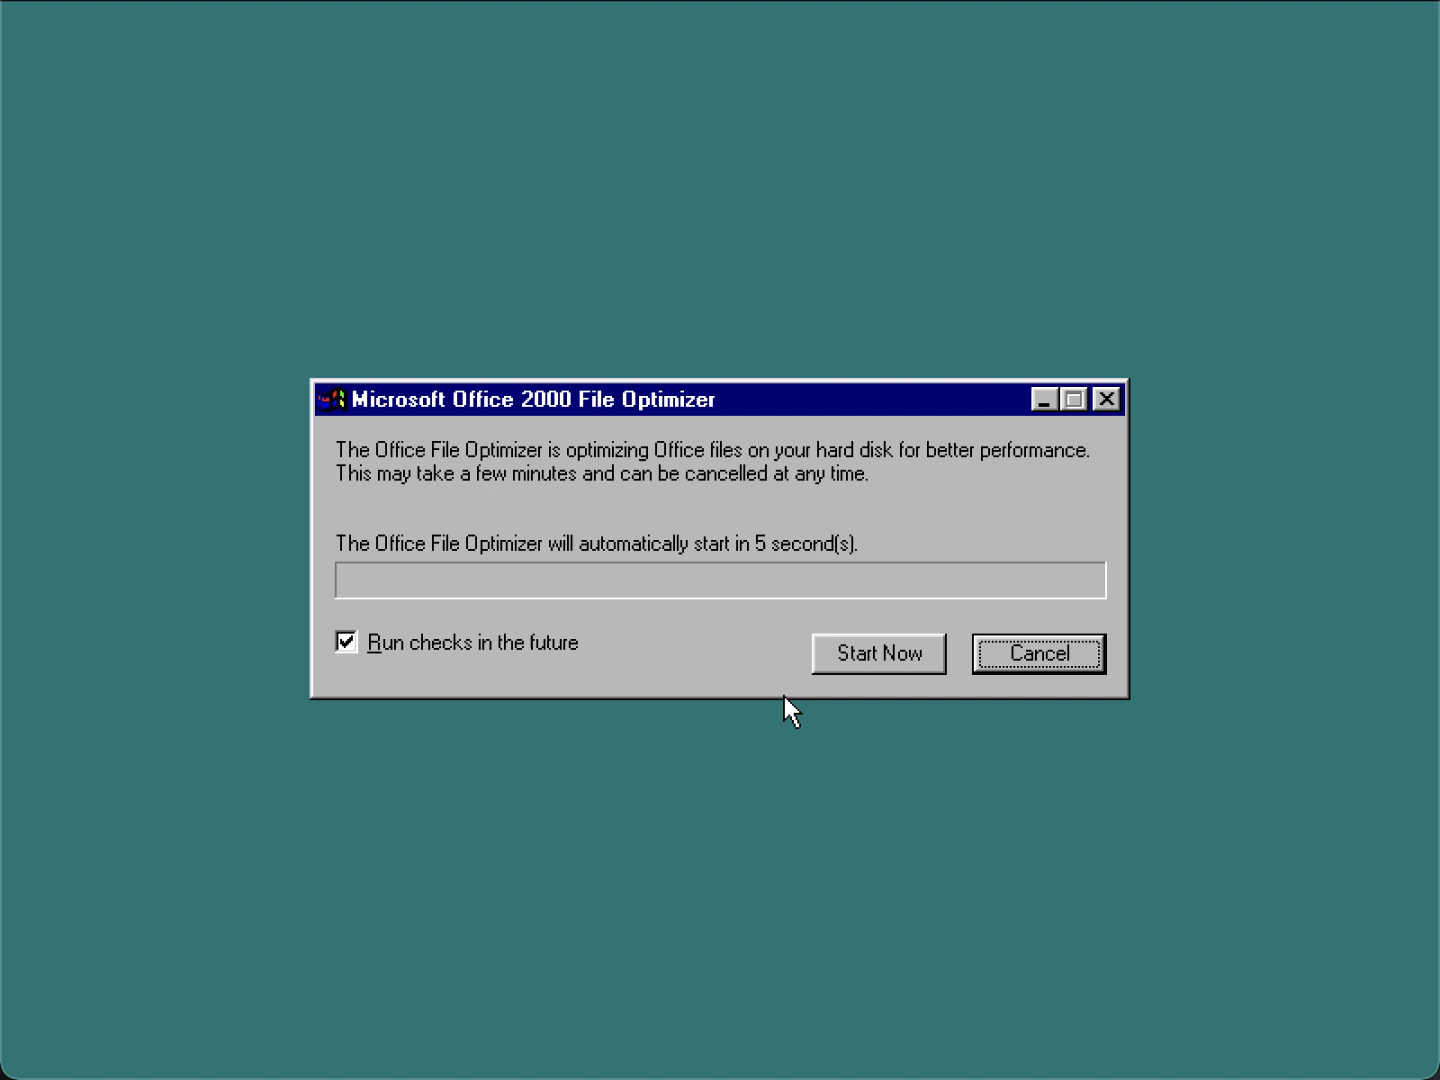 Microsoft Office 2000 File Optimizer
The Office File Optimizer is optimizing Office files on your hard disk for better performance.
This may take a few minutes and can be cancelled at any time.
The Office File Optimizer will automatically start in 5 second(s).
Run checks in the future
Start Now
Cancel